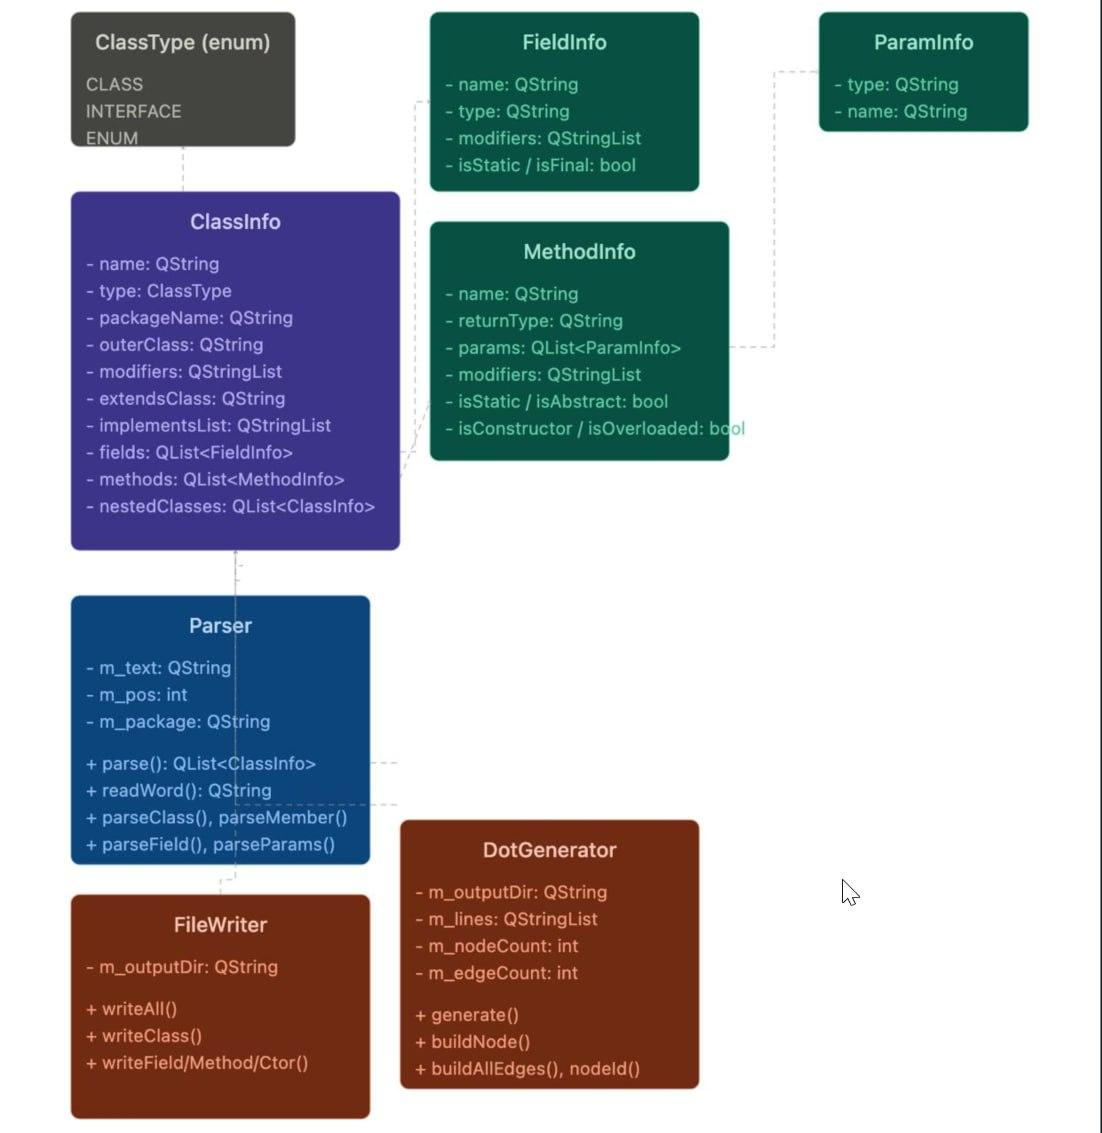 ClassType (enum)
CLASS
INTERFACE
ENUM
FieldInfo
- name: QString
- type: QString
- modifiers: QStringList
- isStatic / isFinal: bool
ParamInfo
- type: QString
- name: QString
ClassInfo
- name: QString
- type: ClassType
- packageName: QString
- outerClass: QString
- modifiers: QStringList
- extendsClass: QString
- implementsList: QStringList
- fields: QList<FieldInfo>
- methods: QList<MethodInfo>
- nestedClasses: QList<ClassInfo>
MethodInfo
- name: QString
- returnType: QString
- params: QList<ParamInfo>
- modifiers: QStringList
- isStatic / isAbstract: bool
- isConstructor / isOverloaded: bool
Parser
- m_text: QString
- m_pos: int
- m_package: QString
+ parse(): QList<ClassInfo>
+ readWord(): QString
+ parseClass(), parseMember()
+ parseField(), parseParams()
FileWriter
- m_outputDir: QString
+ writeAll()
+ writeClass()
+ writeField/Method/Ctor()
DotGenerator
- m_outputDir: QString
- m_lines: QStringList
- m_nodeCount: int
- m_edgeCount: int
+ generate()
+ buildNode()
+ buildAllEdges(), nodeId()